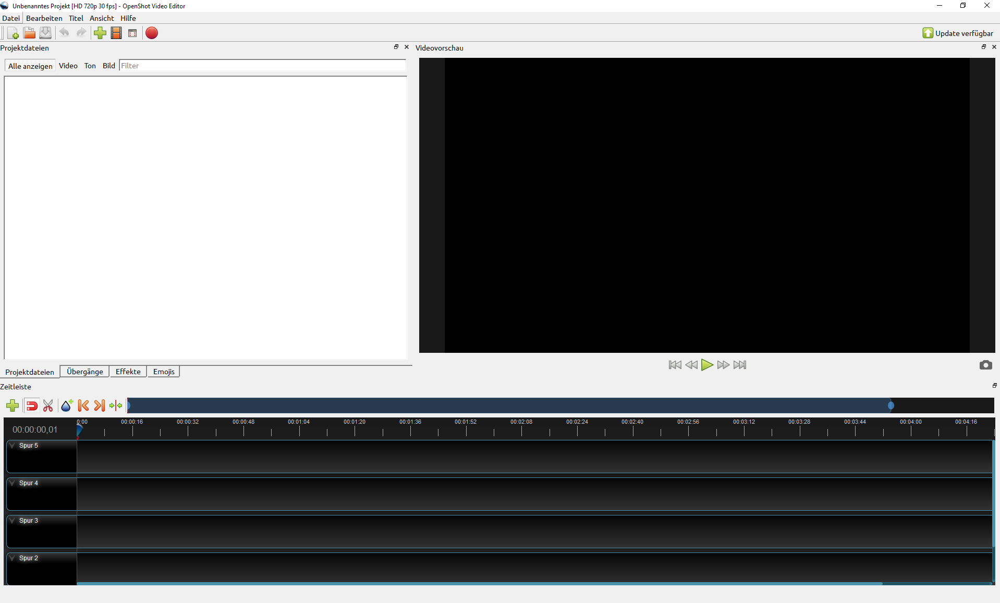 Unbenanntes Projekt [HD 720p 30 fps] - OpenShot Video Editor
Datei Bearbeiten Titel Ansicht Hilfe
Update verfügbar
Projektdateien
Videovorschau
Alle anzeigen Video Ton Bild Filter
Projektdateien Übergänge Effekte Emojis
Zeitleiste
0:00 00:00:16 00:00:32 00:00:48 00:01:04 00:01:20 00:01:36 00:01:52 00:02:08 00:02:24 00:02:40 00:02:56 00:03:12 00:03:28 00:03:44 00:04:00 00:04:16
00:00:00,01
Spur 5
Spur 4
Spur 3
Spur 2